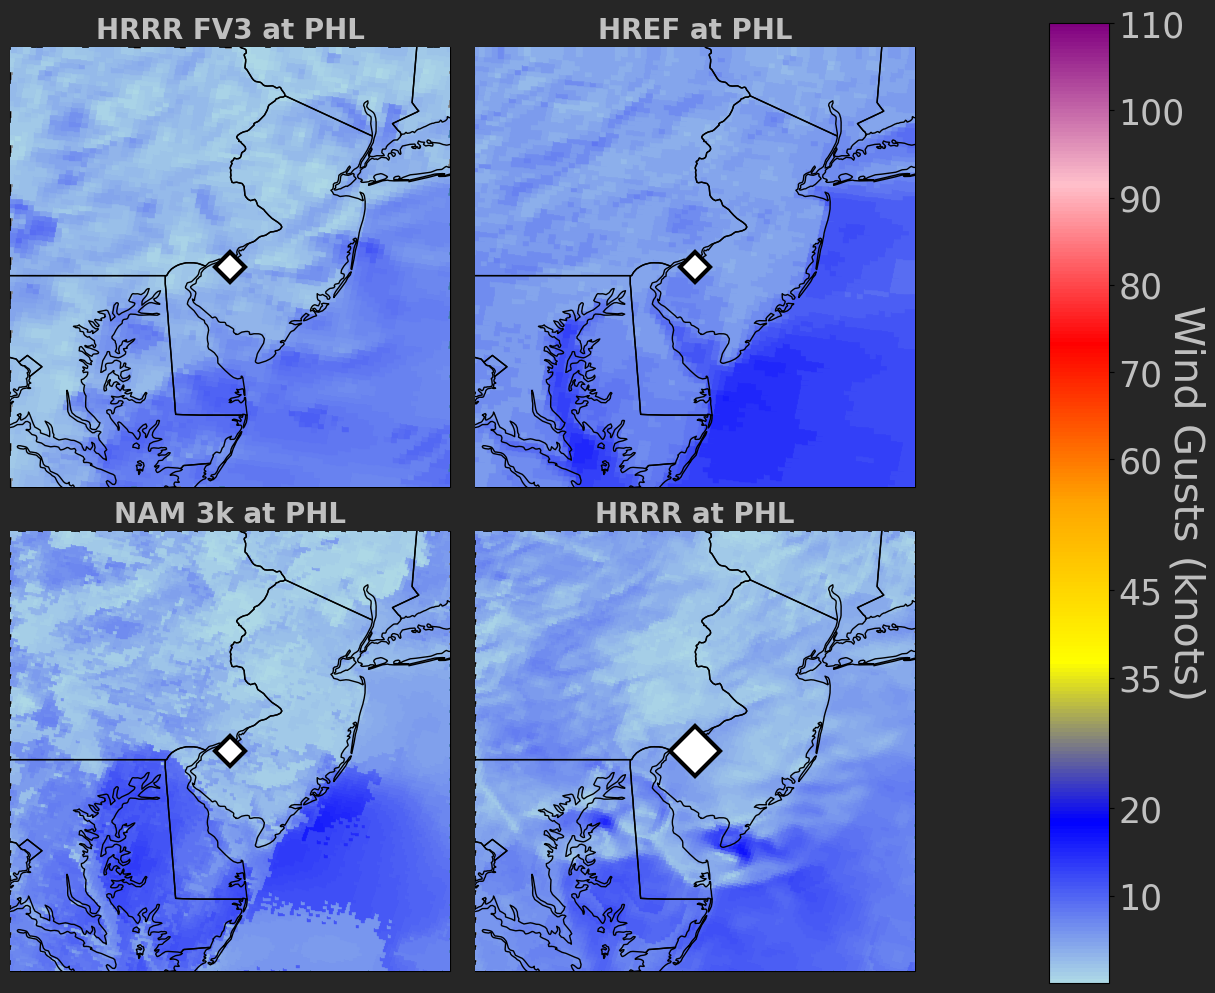 HRRR FV3 at PHL
HREF at PHL
NAM 3k at PHL
HRRR at PHL
110
100
90
80
70
60
45
35
20
10
Wind Gusts (knots)